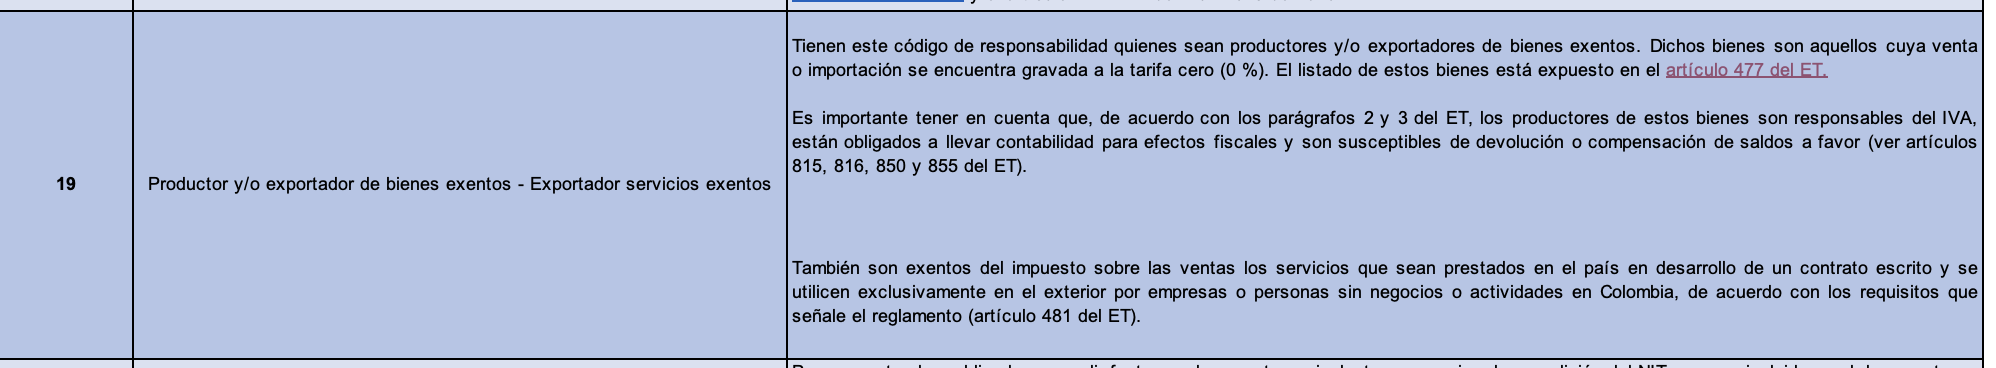 Tienen este código de responsabilidad quienes sean productores y/o exportadores de bienes exentos. Dichos bienes son aquellos cuya venta
o importación se encuentra gravada a la tarifa cero (0 %). El listado de estos bienes está expuesto en el artículo 477 del ET.
Es importante tener en cuenta que, de acuerdo con los parágrafos 2 y 3 del ET, los productores de estos bienes son responsables del IVA,
están obligados a llevar contabilidad para efectos fiscales y son susceptibles de devolución o compensación de saldos a favor (ver artículos
815, 816, 850 y 855 del ET).
19
Productor y/o exportador de bienes exentos - Exportador servicios exentos
También son exentos del impuesto sobre las ventas los servicios que sean prestados en el país en desarrollo de un contrato escrito y se
utilicen exclusivamente en el exterior por empresas o personas sin negocios o actividades en Colombia, de acuerdo con los requisitos que
señale el reglamento (artículo 481 del ET).